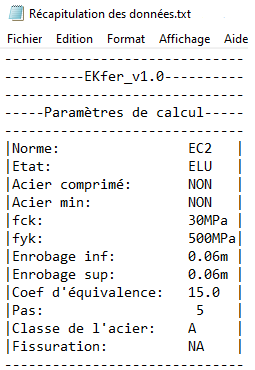 Récapitulation des données.txt
Fichier Edition Format Affichage Aide
------------------------------
----------EKfer_v1.0----------
------------------------------
-----Paramètres de calcul-----
------------------------------
|Norme: EC2 |
|Etat: ELU |
|Acier comprimé: NON |
|Acier min: NON |
|fck: 30MPa |
|fyk: 500MPa|
|Enrobage inf: 0.06m |
|Enrobage sup: 0.06m |
|Coef d'équivalence: 15.0 |
|Pas: 5 |
|Classe de l'acier: A |
|Fissuration: NA |
------------------------------